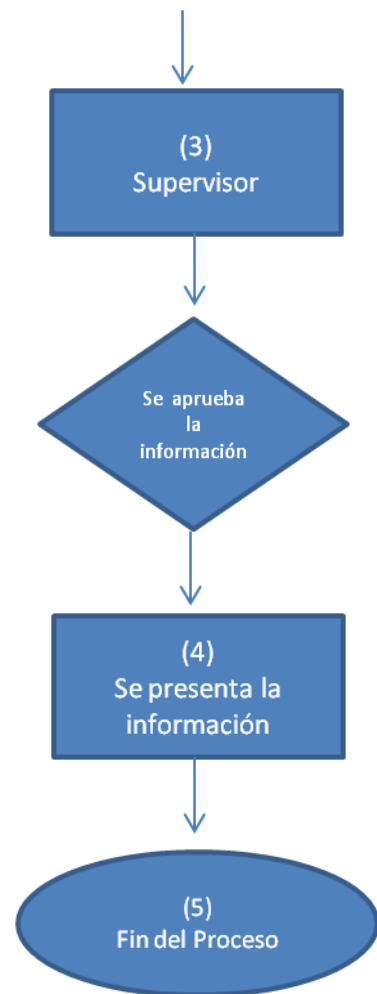 (3)
Supervisor
Se aprueba
la
información
(4)
Se presenta la
información
(5)
Fin del Proceso